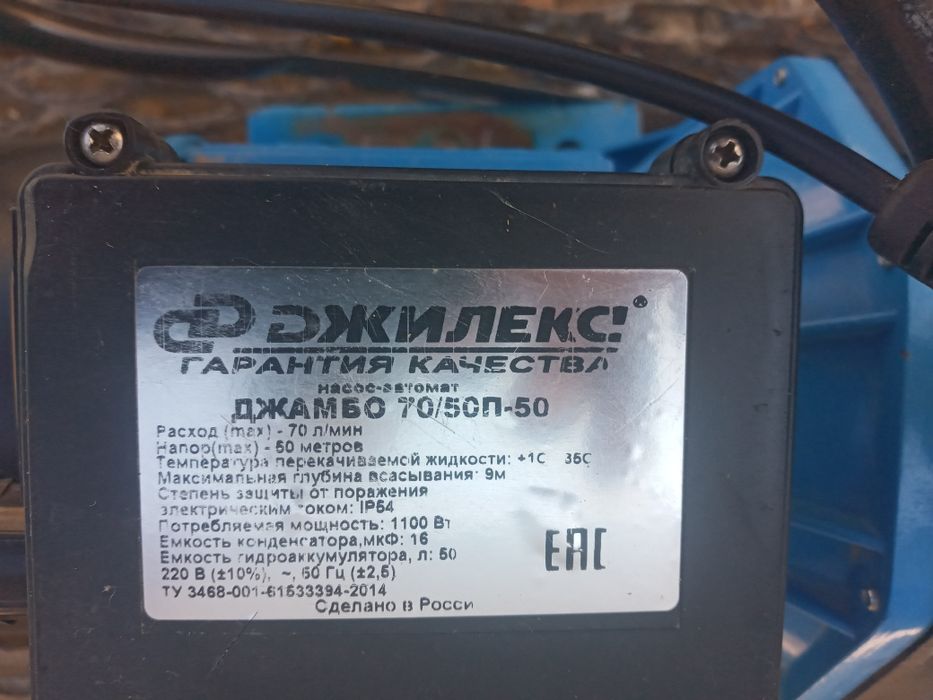 ДЖИЛЕКС®
ГАРАНТИЯ КАЧЕСТВА
насос-автомат
ДЖАМБО 70/50П-50
Расход (max) - 70 л/мин
Напор(max) - 50 метров
Температура перекачиваемой жидкости: +1С 35С
Максимальная глубина всасывания: 9м
Степень защиты от поражения
электрическим током: IP54
Потребляемая мощность: 1100 Вт
Емкость конденсатора,мкФ: 16
Емкость гидроаккумулятора, л: 50
220 В (±10%), ~, 50 Гц (±2,5)
ТУ 3468-001-61533394-2014
Сделано в Росси
ЕАС